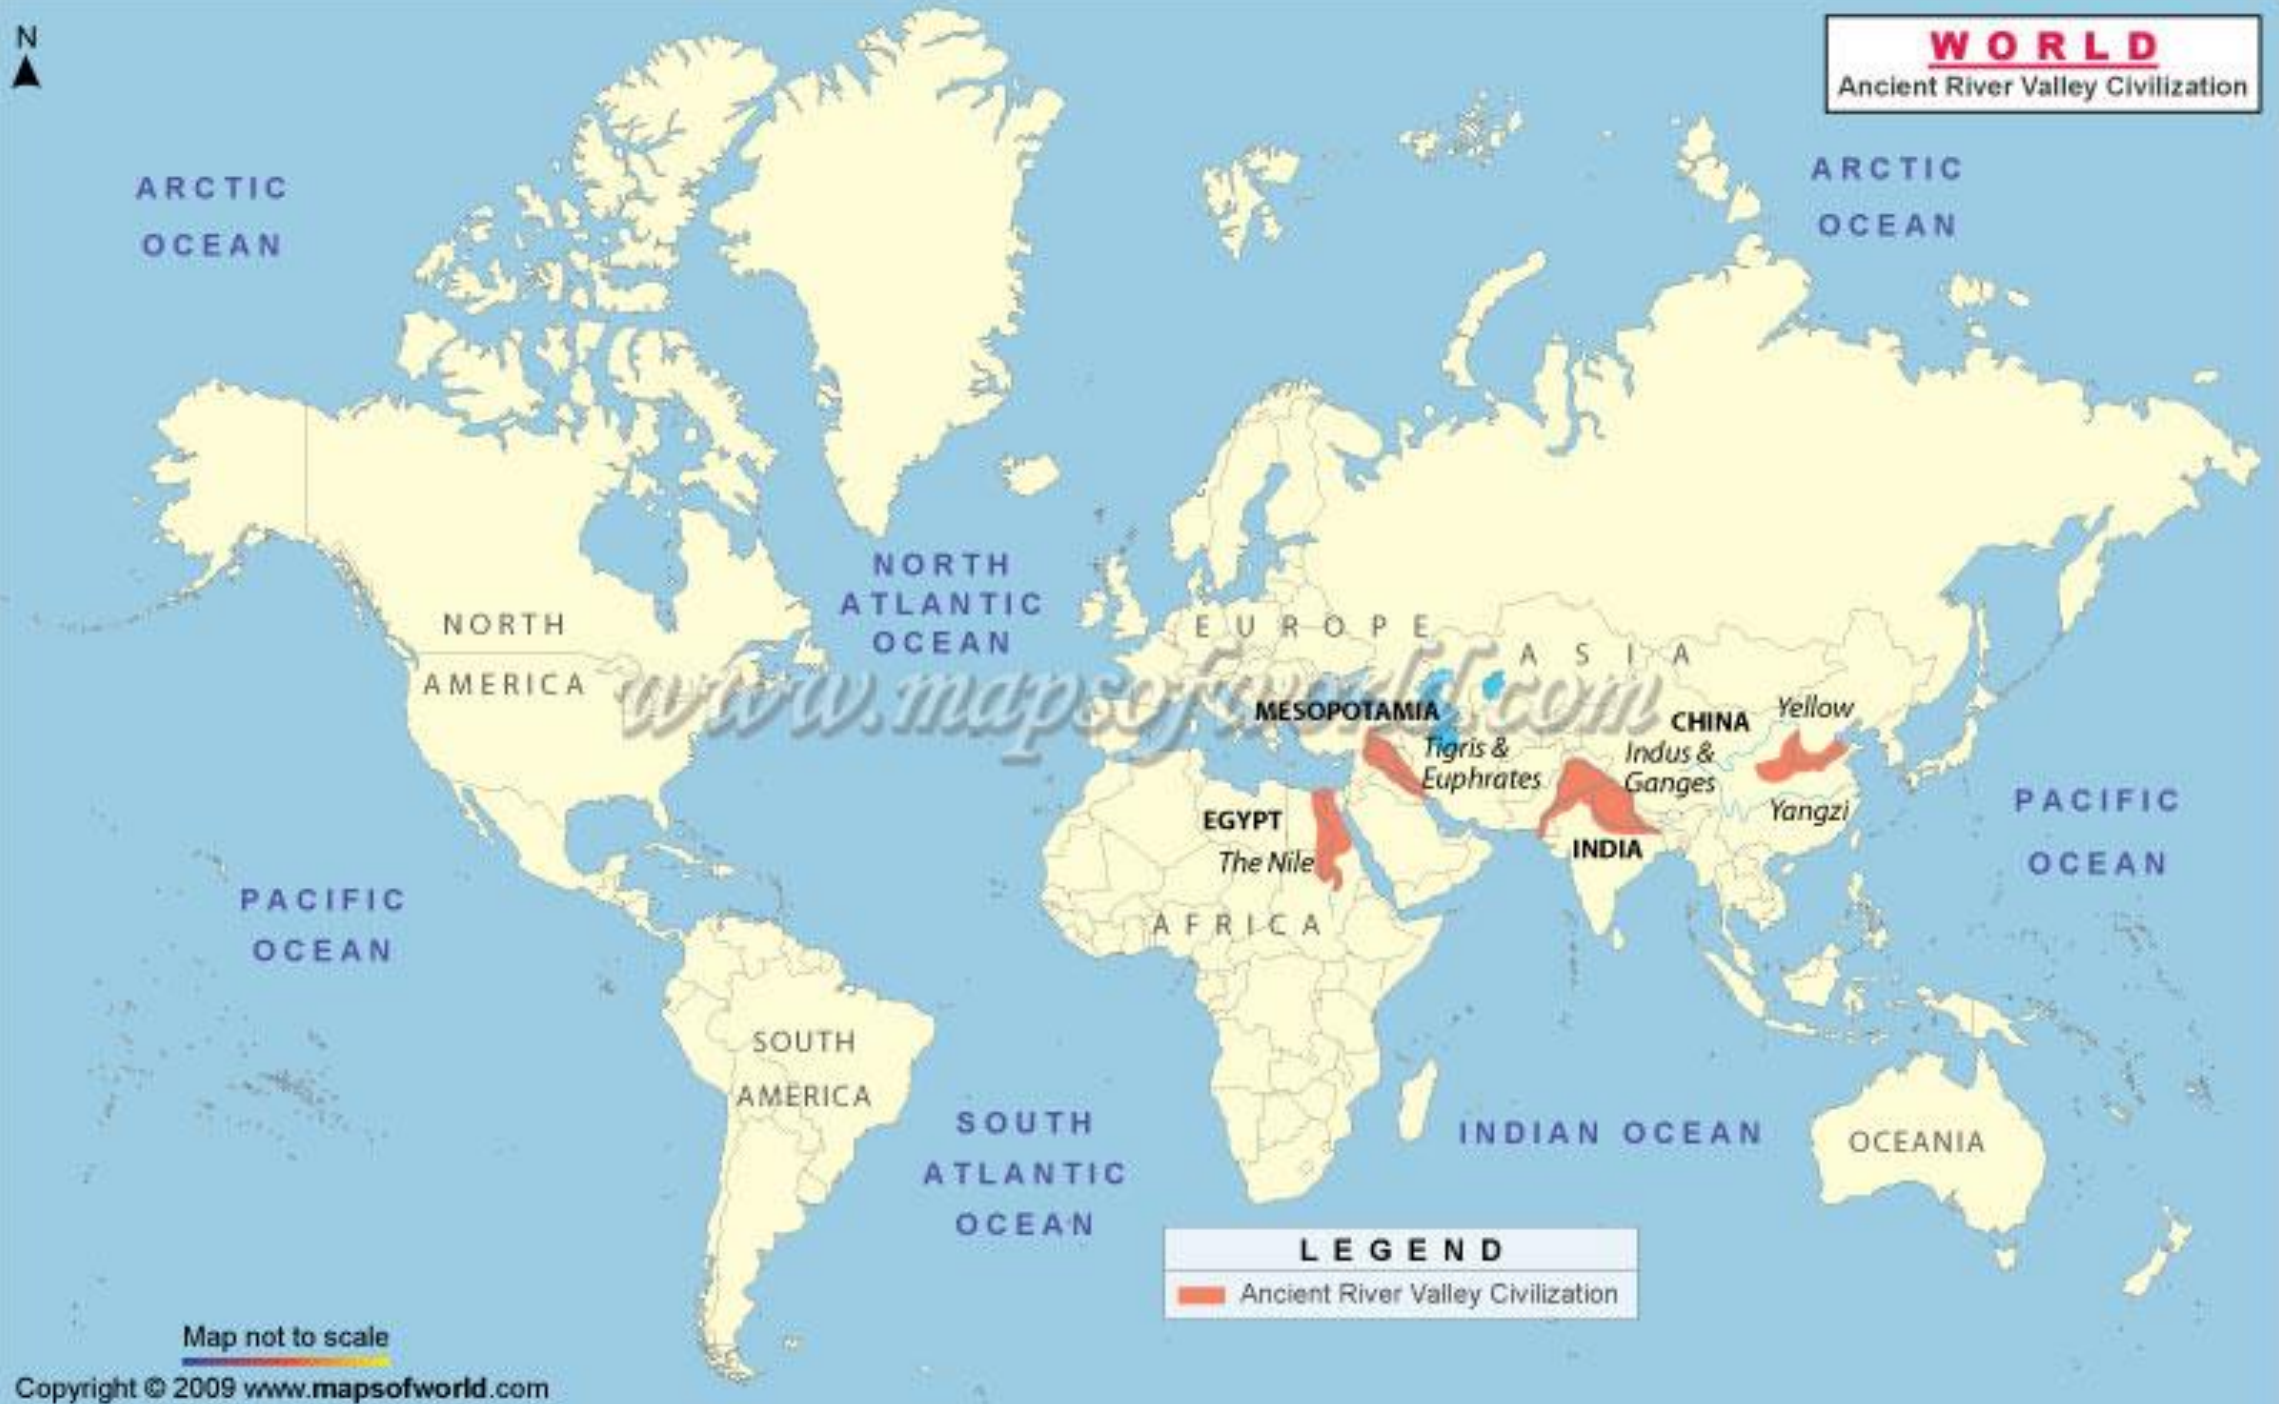 N
WORLD
Ancient River Valley Civilization
ARCTIC
OCEAN
ARCTIC
OCEAN
NORTH
ATLANTIC
OCEAN
NORTH
AMERICA
EUROPE
ASIA
www.mapsofworld.com
MESOPOTAMIA
Tigris &
Euphrates
CHINA
Yellow
Indus &
Ganges
Yangzi
EGYPT
The Nile
INDIA
AFRICA
PACIFIC
OCEAN
PACIFIC
OCEAN
SOUTH
AMERICA
SOUTH
ATLANTIC
OCEAN
INDIAN OCEAN
OCEANIA
LEGEND
Ancient River Valley Civilization
Map not to scale
Copyright © 2009 www.mapsofworld.com